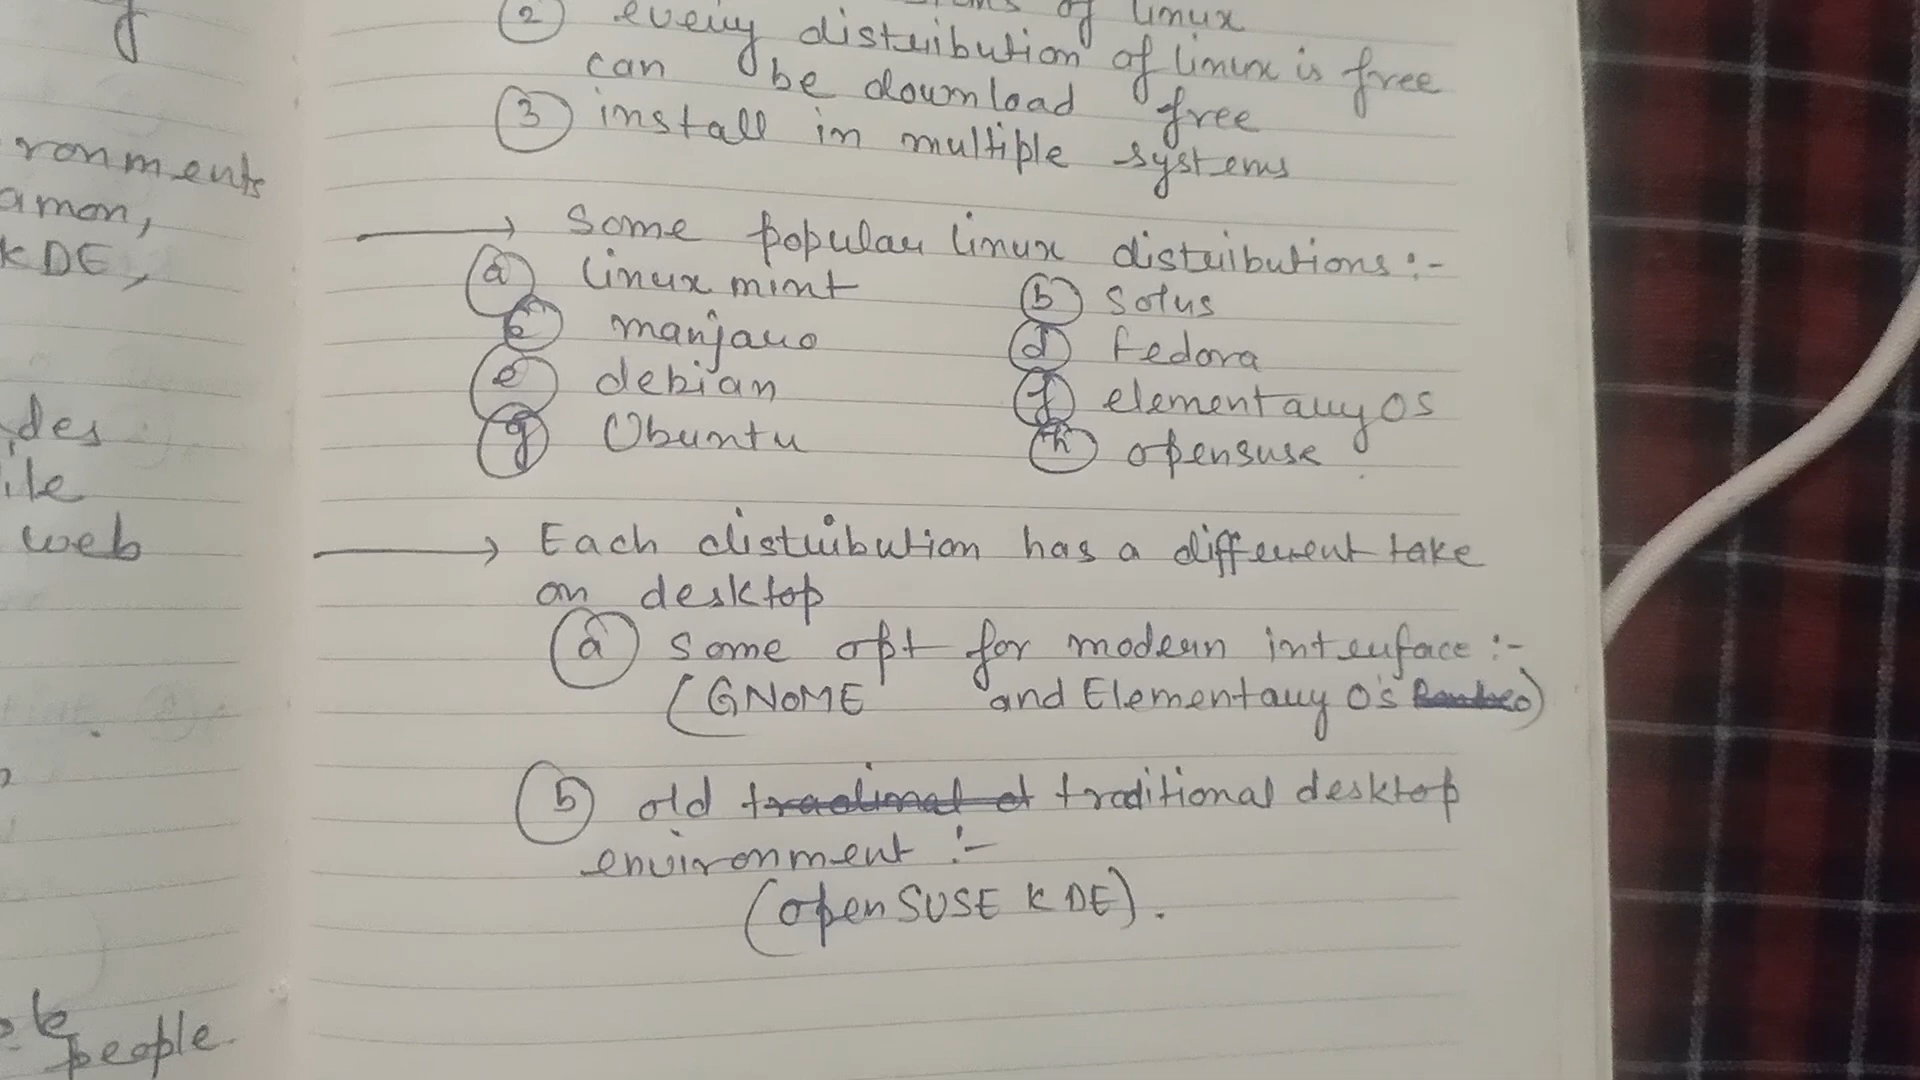 of linux
② every distribution of linux is free
can be download free
③ install in multiple systems
→ Some popular linux distributions :-
ⓐ linux mint ⓑ Solus
ⓒ manjaro ⓓ fedora
ⓔ debian ⓕ elementary OS
ⓖ Ubuntu ⓗ opensuse
→ Each distribution has a different take
on desktop
ⓐ Some opt for modern interface :-
(GNOME and Elementary O's )
ⓑ old traditional desktop
environment :-
(openSUSE KDE).
ronments
amon,
KDE,
des
ile
web
people.